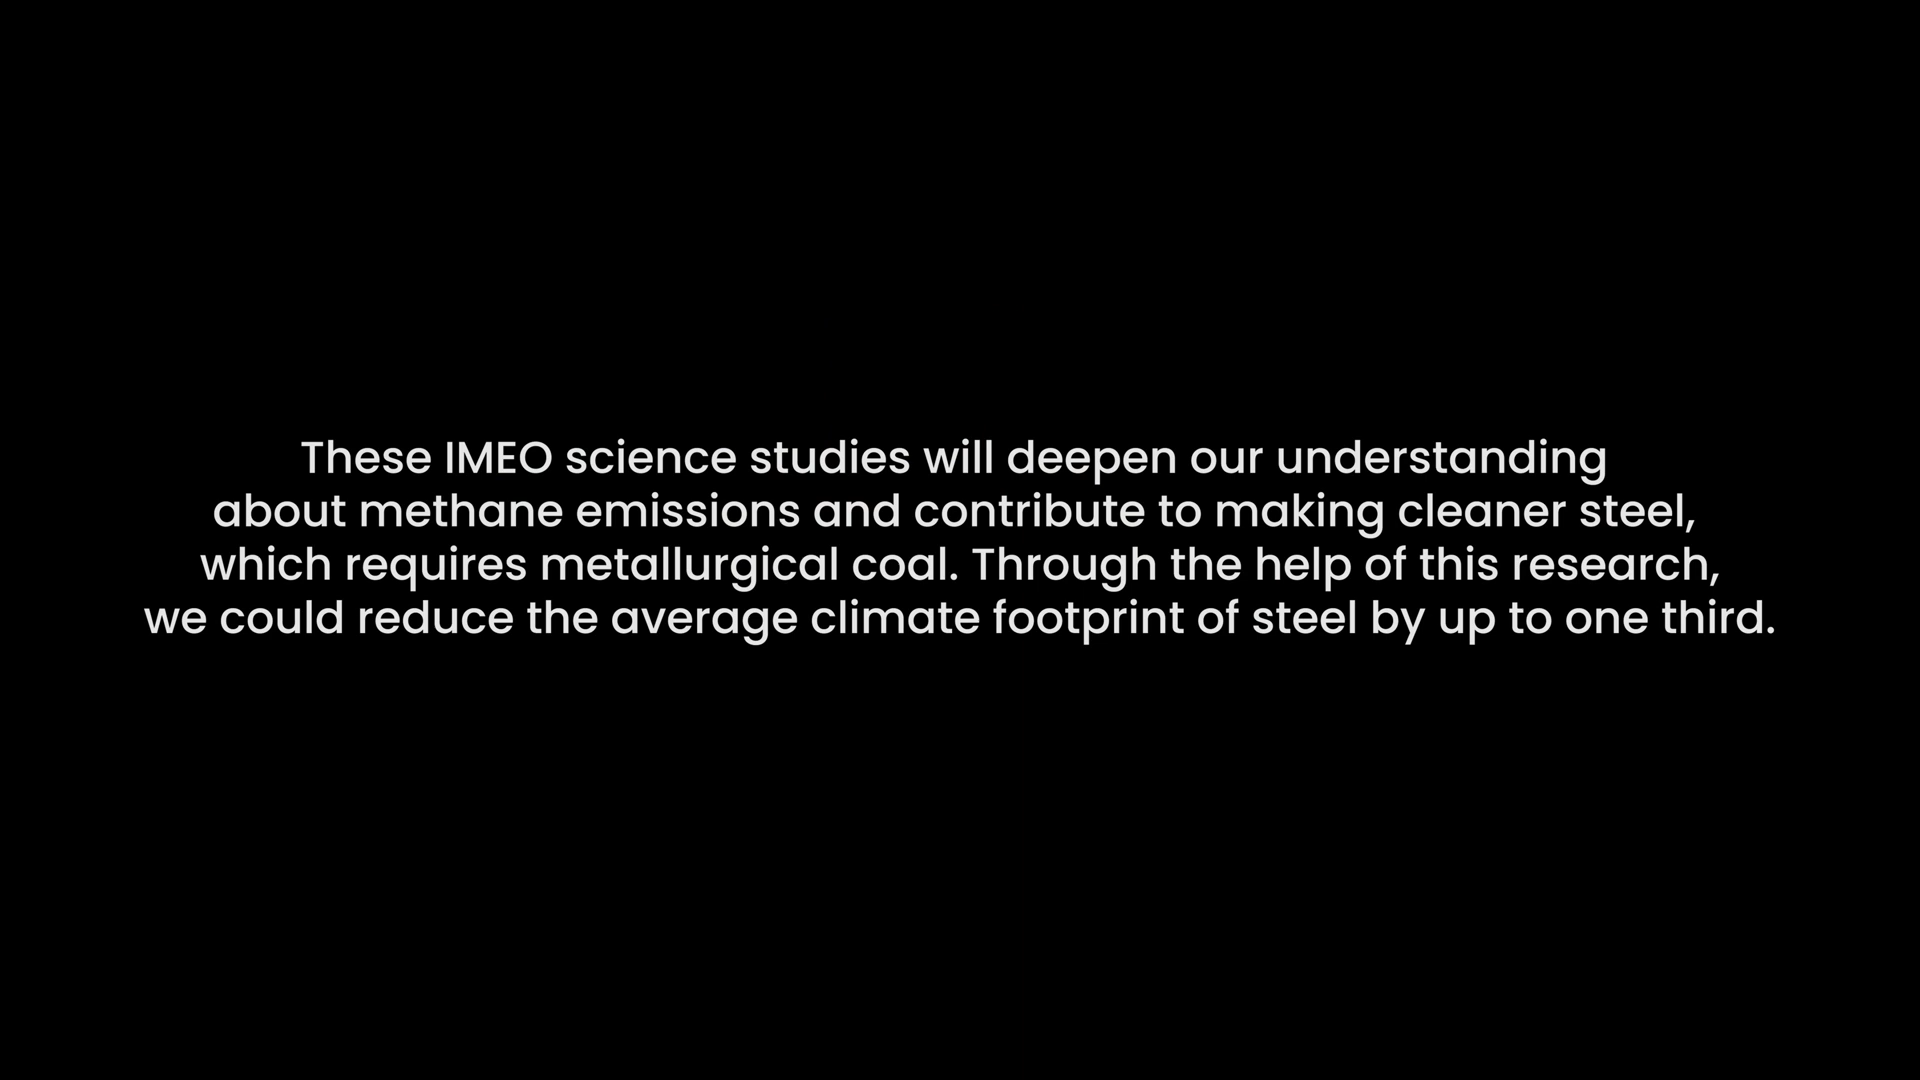 These IMEO science studies will deepen our understanding
about methane emissions and contribute to making cleaner steel,
which requires metallurgical coal. Through the help of this research,
we could reduce the average climate footprint of steel by up to one third.